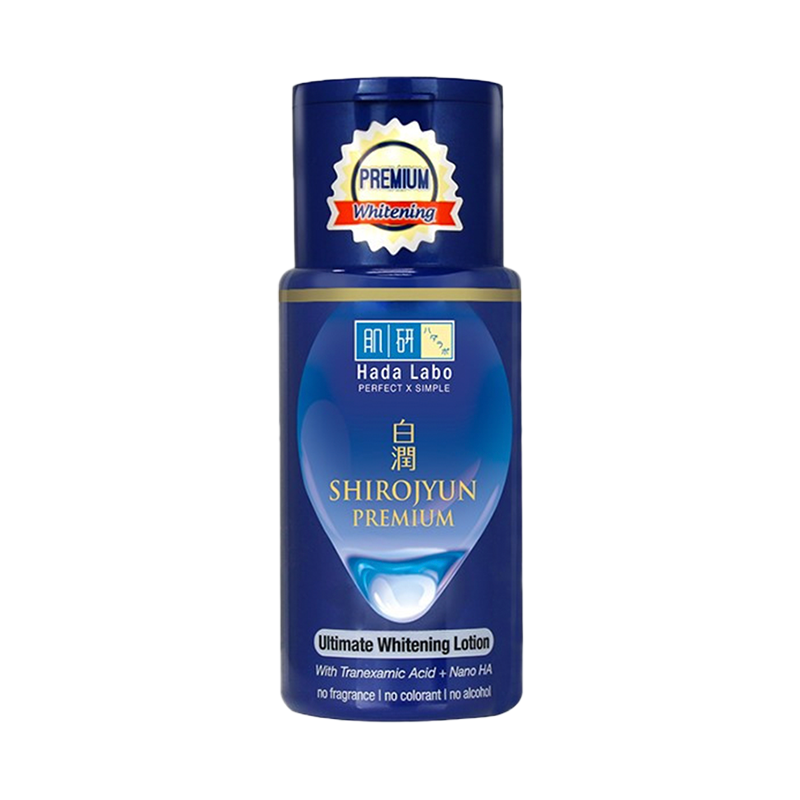 PREMIUM
Whitening
肌研
ハダラボ
Hada Labo
PERFECT X SIMPLE
白
潤
SHIROJYUN
PREMIUM
Ultimate Whitening Lotion
With Tranexamic Acid + Nano HA
no fragrance | no colorant | no alcohol